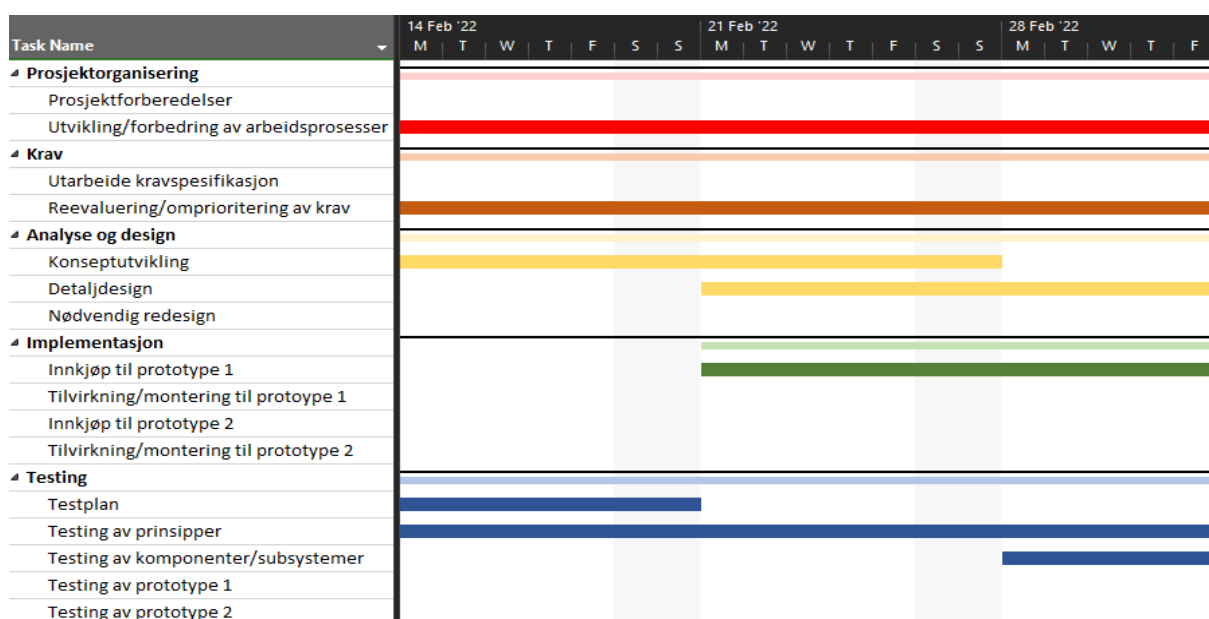 14 Feb '22 21 Feb '22 28 Feb '22
Task Name M T W T F S S M T W T F S S M T W T F
Prosjektorganisering
Prosjektforberedelser
Utvikling/forbedring av arbeidsprosesser
Krav
Utarbeide kravspesifikasjon
Reevaluering/omprioritering av krav
Analyse og design
Konseptutvikling
Detaljdesign
Nødvendig redesign
Implementasjon
Innkjøp til prototype 1
Tilvirkning/montering til protoype 1
Innkjøp til prototype 2
Tilvirkning/montering til prototype 2
Testing
Testplan
Testing av prinsipper
Testing av komponenter/subsystemer
Testing av prototype 1
Testing av prototype 2